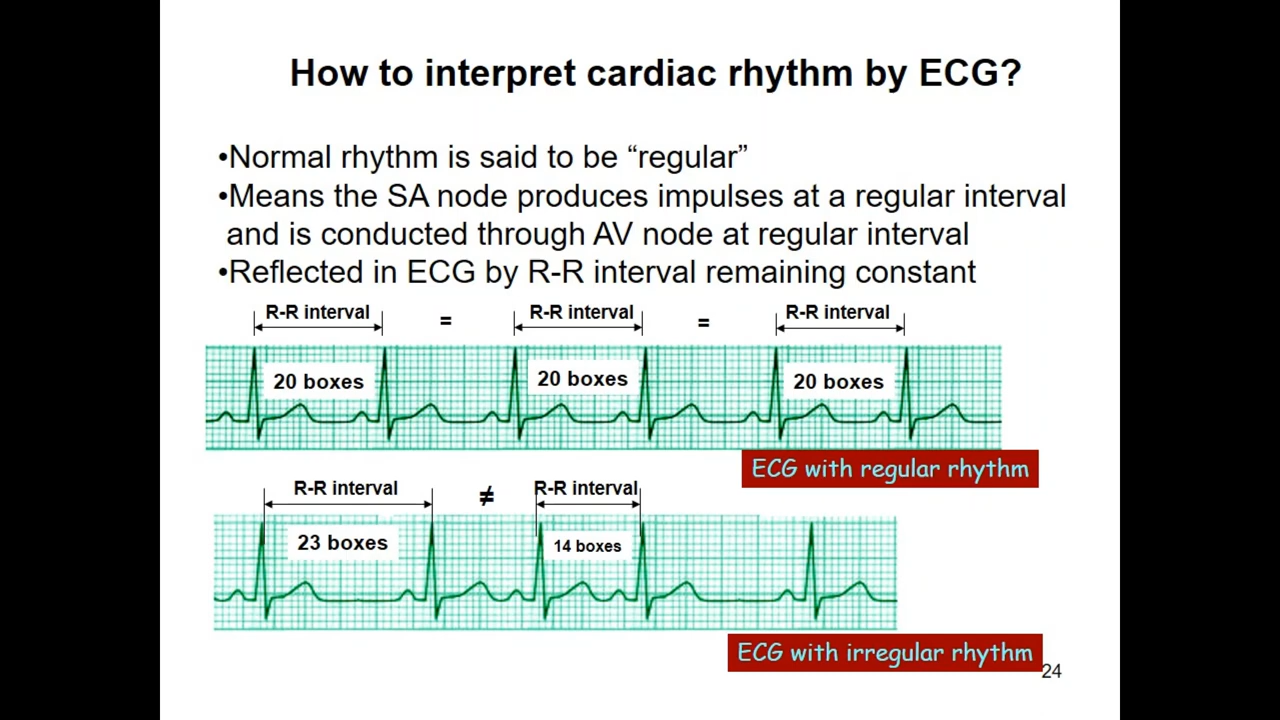 How to interpret cardiac rhythm by ECG?
•Normal rhythm is said to be “regular”
•Means the SA node produces impulses at a regular interval
and is conducted through AV node at regular interval
•Reflected in ECG by R-R interval remaining constant
R-R interval = R-R interval = R-R interval
20 boxes 20 boxes 20 boxes
ECG with regular rhythm
R-R interval ≠ R-R interval
23 boxes 14 boxes
ECG with irregular rhythm
24